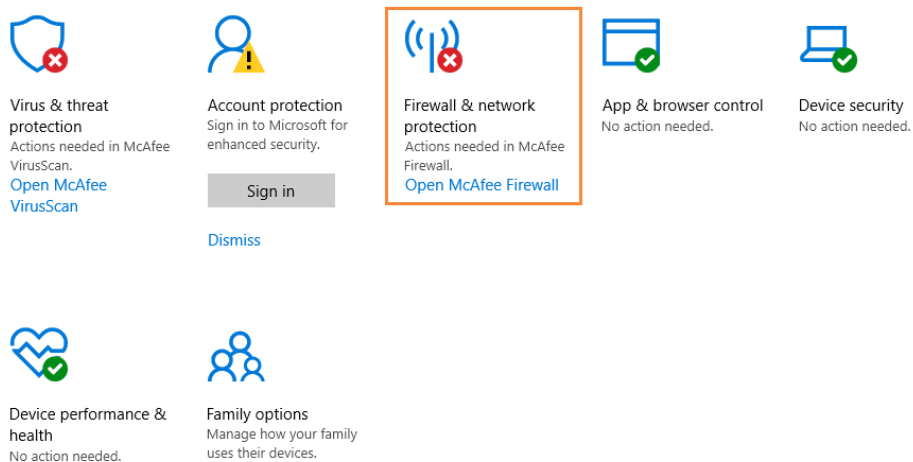 Virus & threat
protection
Actions needed in McAfee
VirusScan.
Open McAfee
VirusScan
Account protection
Sign in to Microsoft for
enhanced security.
Sign in
Dismiss
Firewall & network
protection
Actions needed in McAfee
Firewall.
Open McAfee Firewall
App & browser control
No action needed.
Device security
No action needed.
Device performance &
health
No action needed.
Family options
Manage how your family
uses their devices.